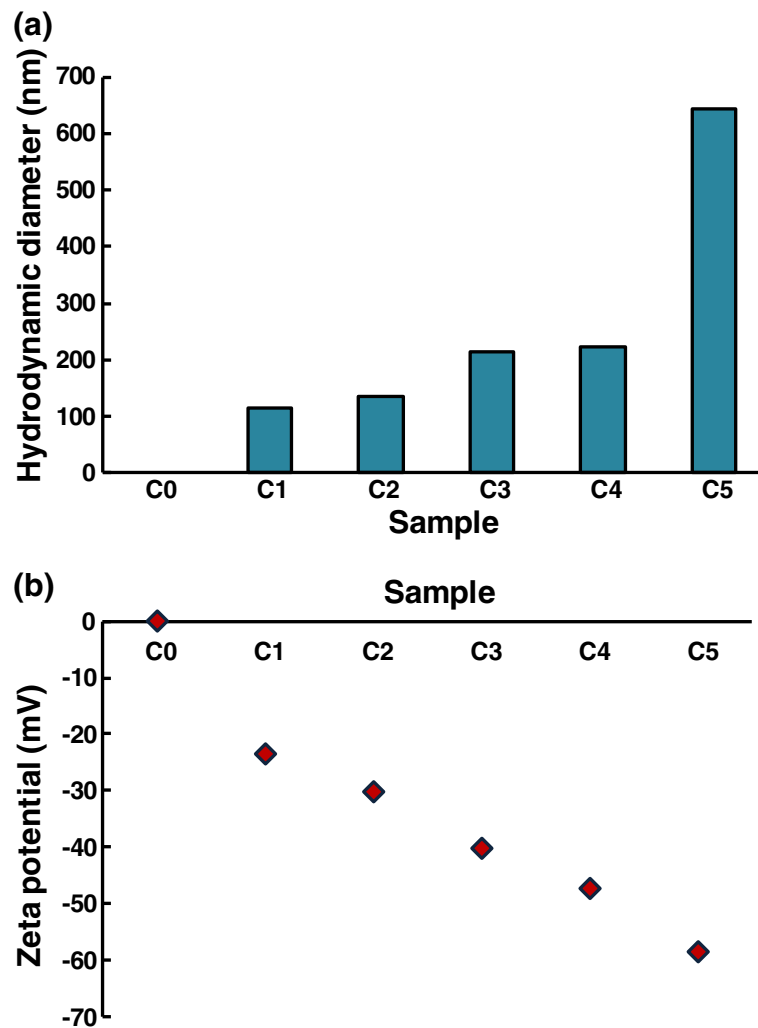 (a)
Hydrodynamic diameter (nm)
700
600
500
400
300
200
100
0
C0 C1 C2 C3 C4 C5
Sample
(b)
Sample
Zeta potential (mV)
0
C0 C1 C2 C3 C4 C5
-10
-20
-30
-40
-50
-60
-70